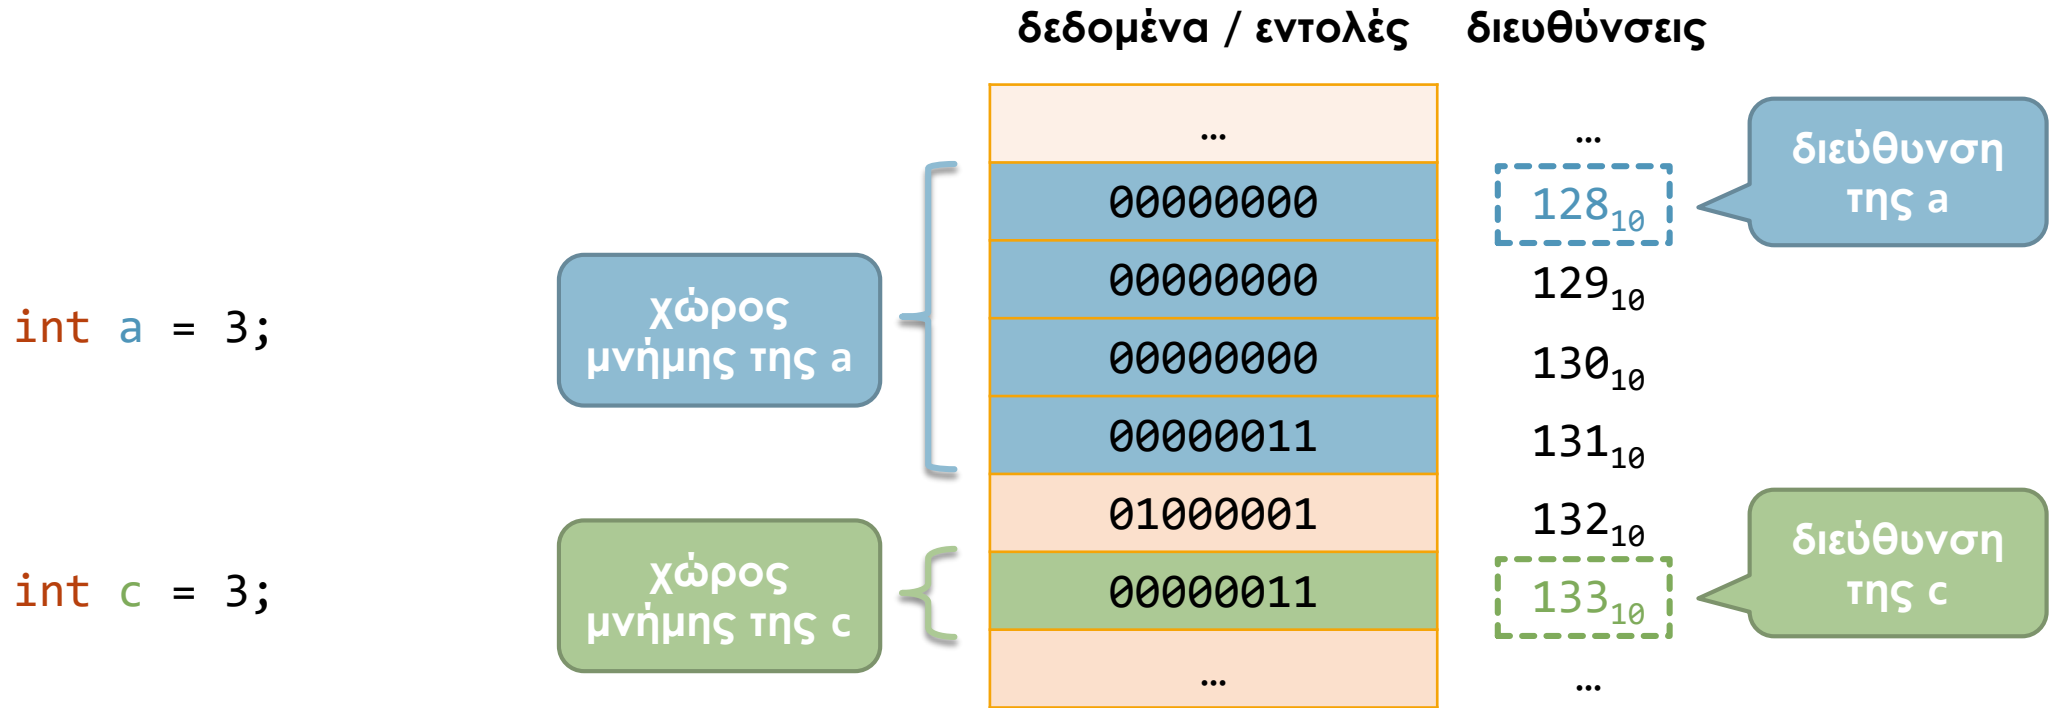 δεδομένα / εντολές διευθύνσεις
… …
διεύθυνση
της a
00000000 128₁₀
00000000 129₁₀
int a = 3;
χώρος
μνήμης της a
00000000 130₁₀
00000011 131₁₀
01000001 132₁₀
διεύθυνση
της c
int c = 3;
χώρος
μνήμης της c
00000011 133₁₀
… …